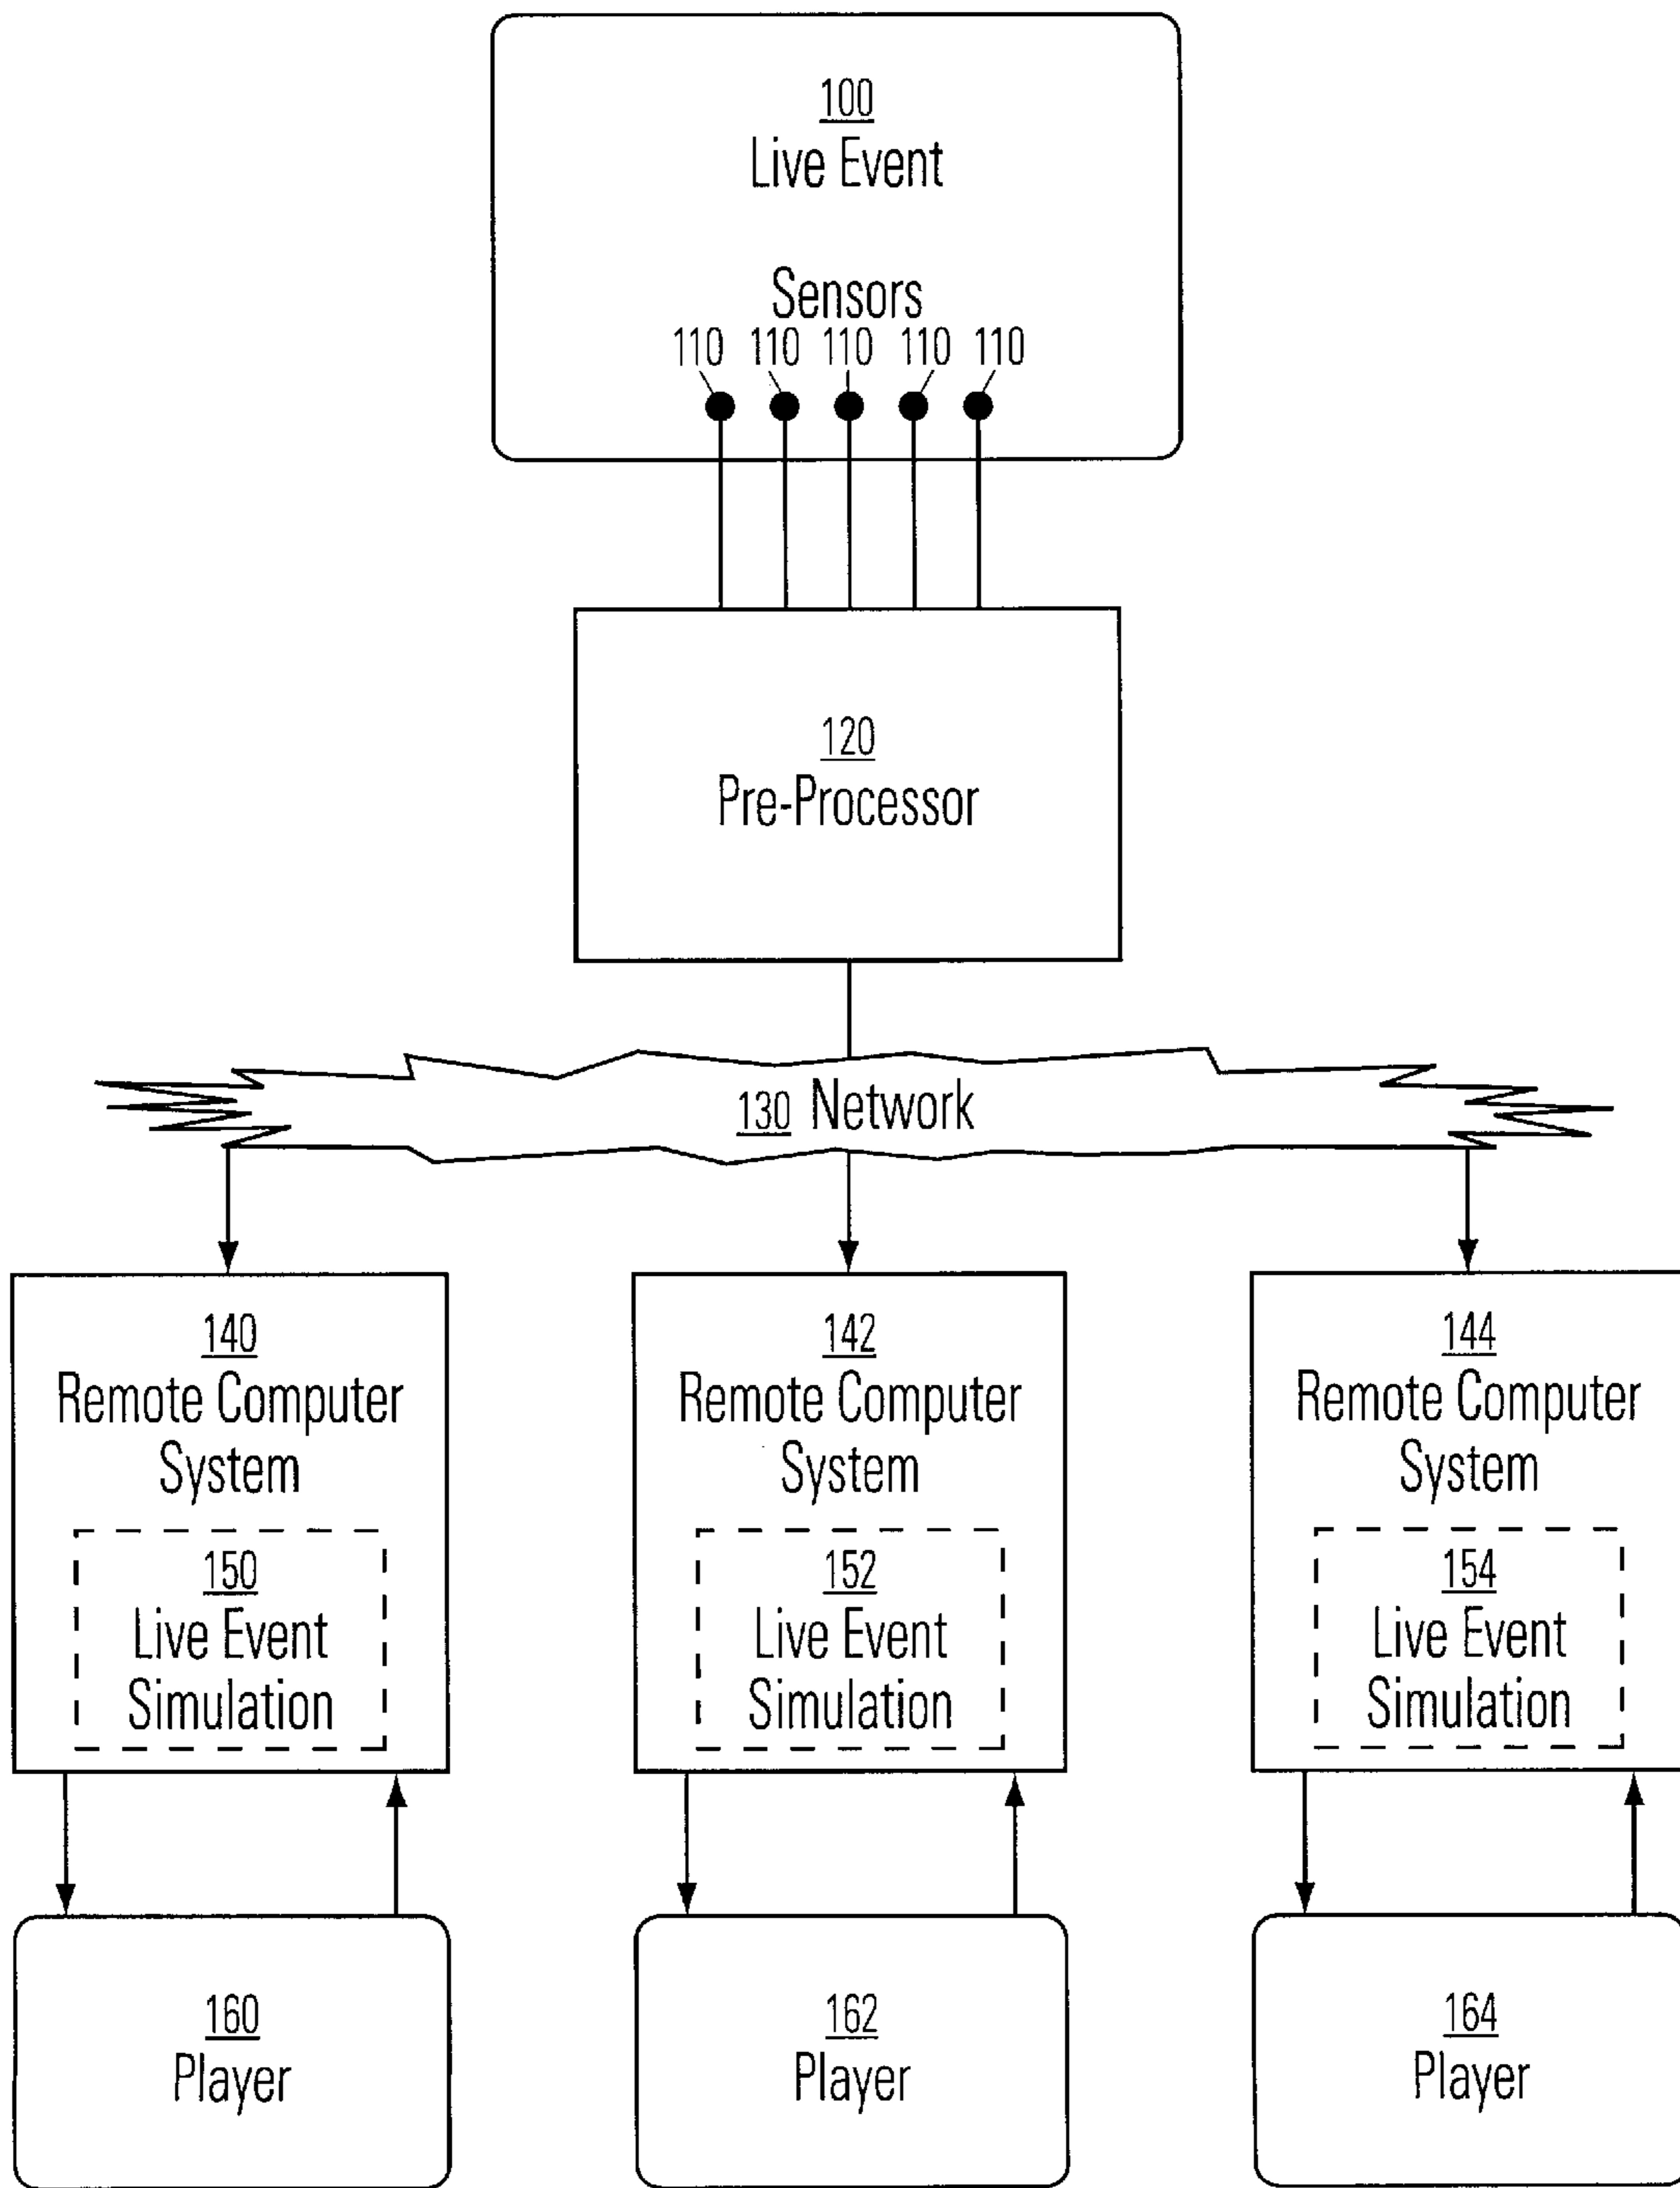 100
Live Event
Sensors
110 110 110 110 110
120
Pre-Processor
130 Network
140
Remote Computer
System
150
Live Event
Simulation
142
Remote Computer
System
152
Live Event
Simulation
144
Remote Computer
System
154
Live Event
Simulation
160
Player
162
Player
164
Player